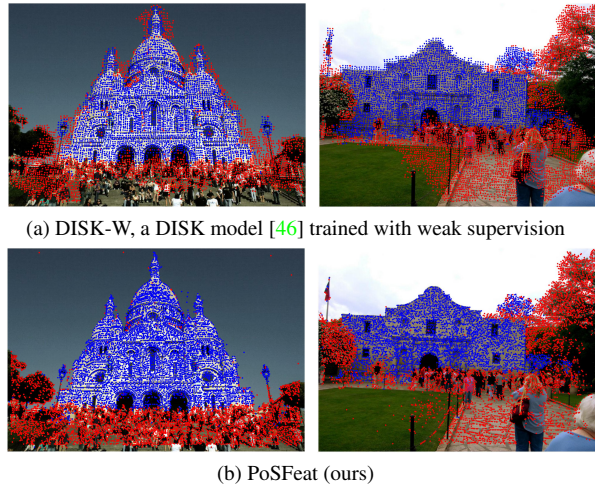 (a) DISK-W, a DISK model [46] trained with weak supervision
(b) PoSFeat (ours)